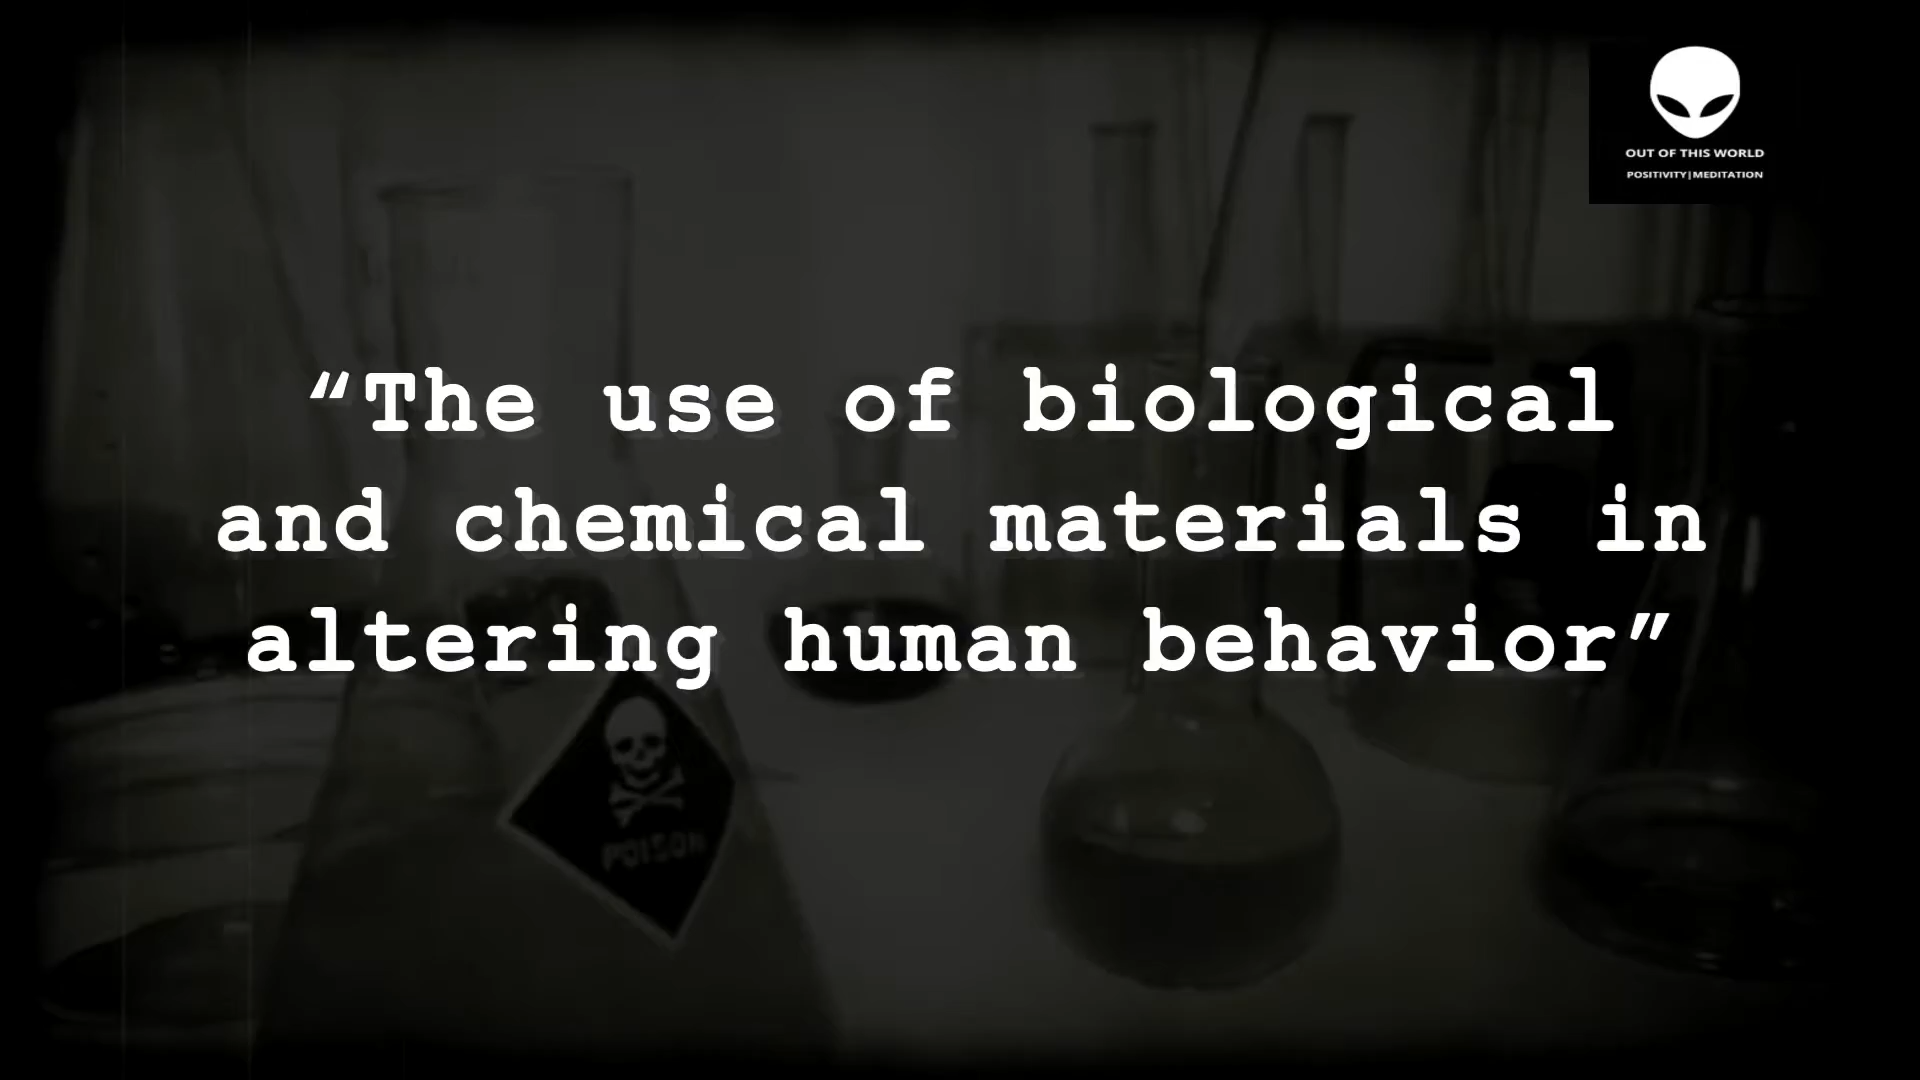 OUT OF THIS WORLD
POSITIVITY|MEDITATION
“The use of biological
and chemical materials in
altering human behavior”
POISON